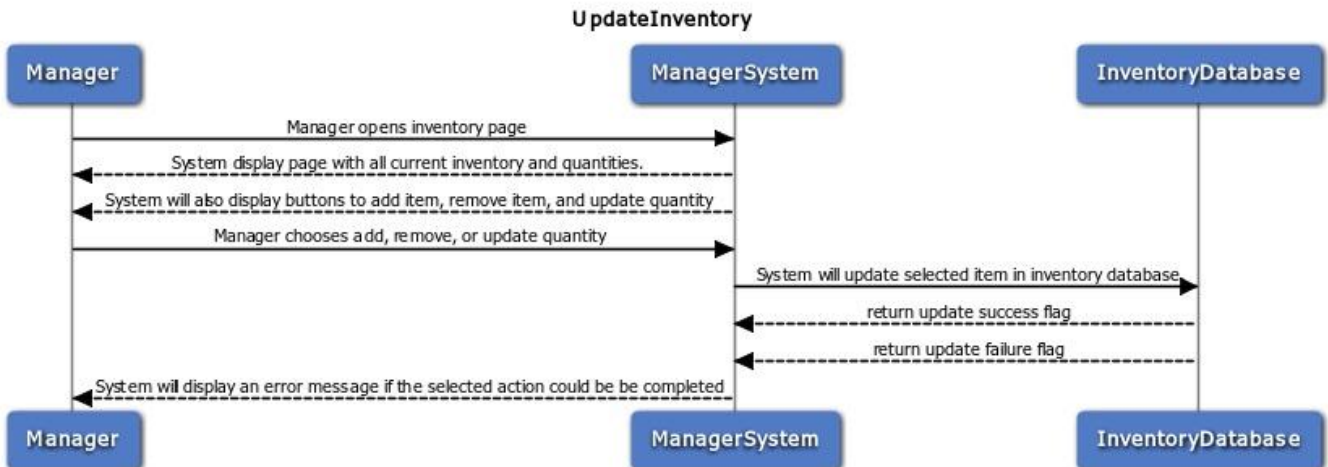 UpdateInventory
Manager
ManagerSystem
InventoryDatabase
Manager opens inventory page
System display page with all current inventory and quantities.
System will also display buttons to add item, remove item, and update quantity
Manager chooses add, remove, or update quantity
System will update selected item in inventory database
return update success flag
return update failure flag
System will display an error message if the selected action could be be completed
Manager
ManagerSystem
InventoryDatabase